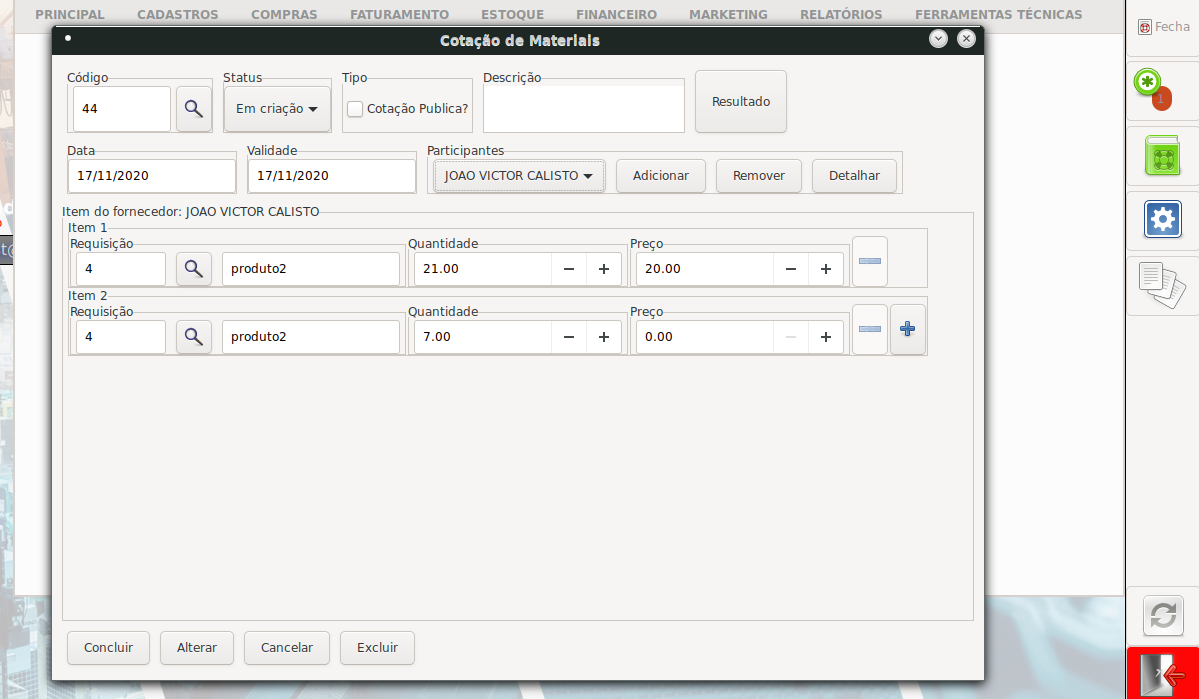 PRINCIPAL CADASTROS COMPRAS FATURAMENTO ESTOQUE FINANCEIRO MARKETING RELATÓRIOS FERRAMENTAS TÉCNICAS
Fecha
Cotação de Materiais
Código Status Tipo Descrição
44 Em criação Cotação Publica? Resultado
1
Data Validade Participantes
17/11/2020 17/11/2020 JOAO VICTOR CALISTO Adicionar Remover Detalhar
Item do fornecedor: JOAO VICTOR CALISTO
Item 1
Requisição Quantidade Preço
4 produto2 21.00 20.00
Item 2
Requisição Quantidade Preço
4 produto2 7.00 0.00
Concluir Alterar Cancelar Excluir